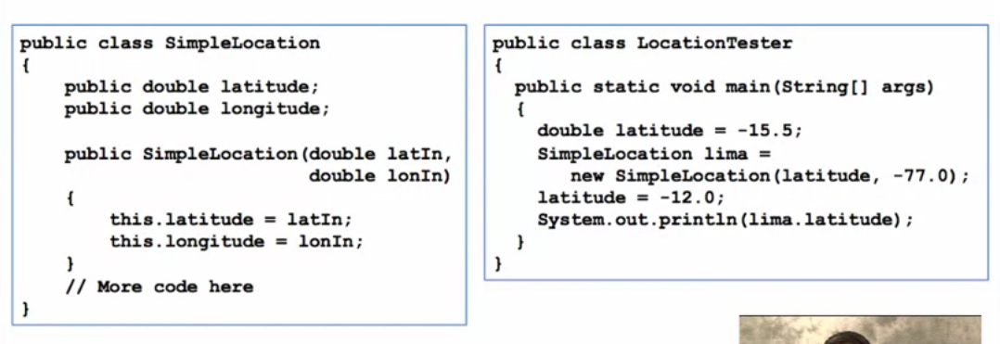 public class SimpleLocation
{
    public double latitude;
    public double longitude;
    public SimpleLocation(double latIn,
                          double lonIn)
    {
        this.latitude = latIn;
        this.longitude = lonIn;
    }
    // More code here
}
public class LocationTester
{
  public static void main(String[] args)
  {
    double latitude = -15.5;
    SimpleLocation lima =
       new SimpleLocation(latitude, -77.0);
    latitude = -12.0;
    System.out.println(lima.latitude);
  }
}